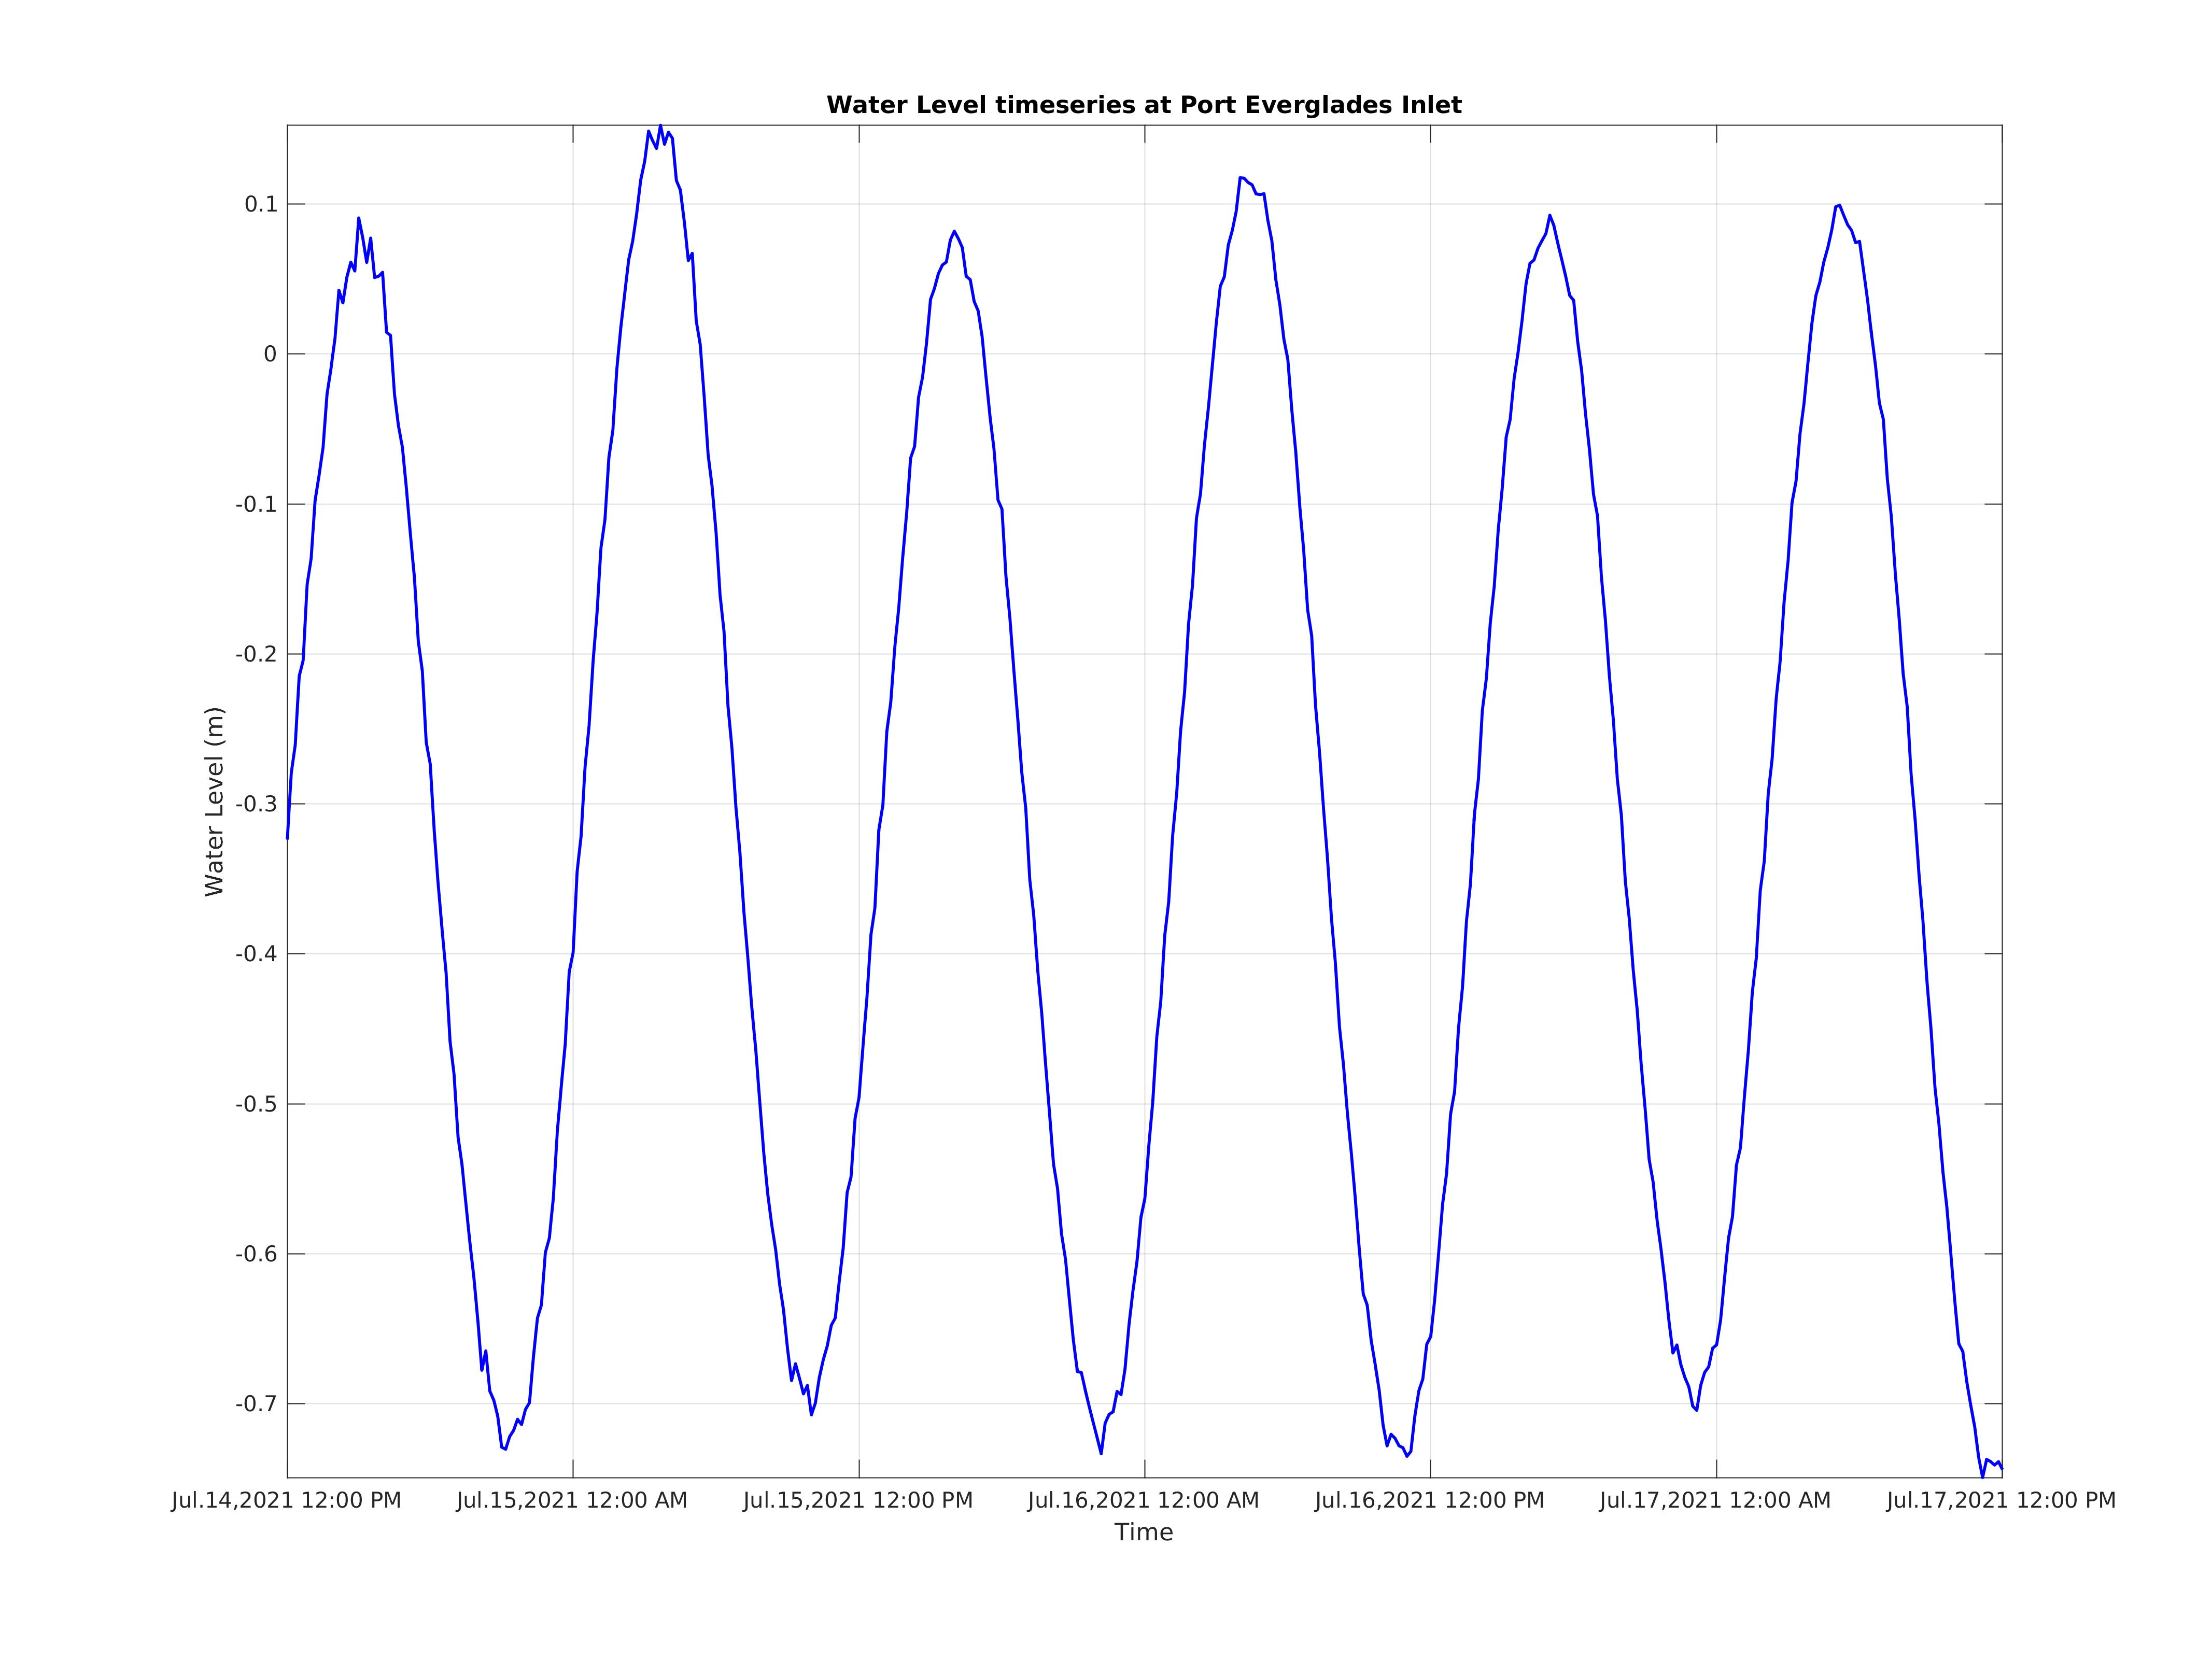 Water Level timeseries at Port Everglades Inlet
0.1
0
-0.1
-0.2
-0.3
-0.4
-0.5
-0.6
-0.7
Water Level (m)
Jul.14,2021 12:00 PM
Jul.15,2021 12:00 AM
Jul.15,2021 12:00 PM
Jul.16,2021 12:00 AM
Jul.16,2021 12:00 PM
Jul.17,2021 12:00 AM
Jul.17,2021 12:00 PM
Time